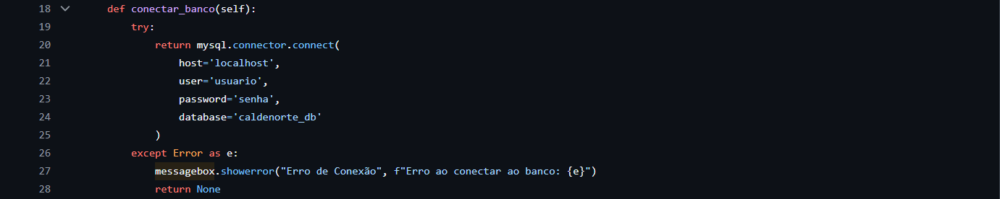 18 def conectar_banco(self):
19 try:
20 return mysql.connector.connect(
21 host='localhost',
22 user='usuario',
23 password='senha',
24 database='caldenorte_db'
25 )
26 except Error as e:
27 messagebox.showerror("Erro de Conexão", f"Erro ao conectar ao banco: {e}")
28 return None